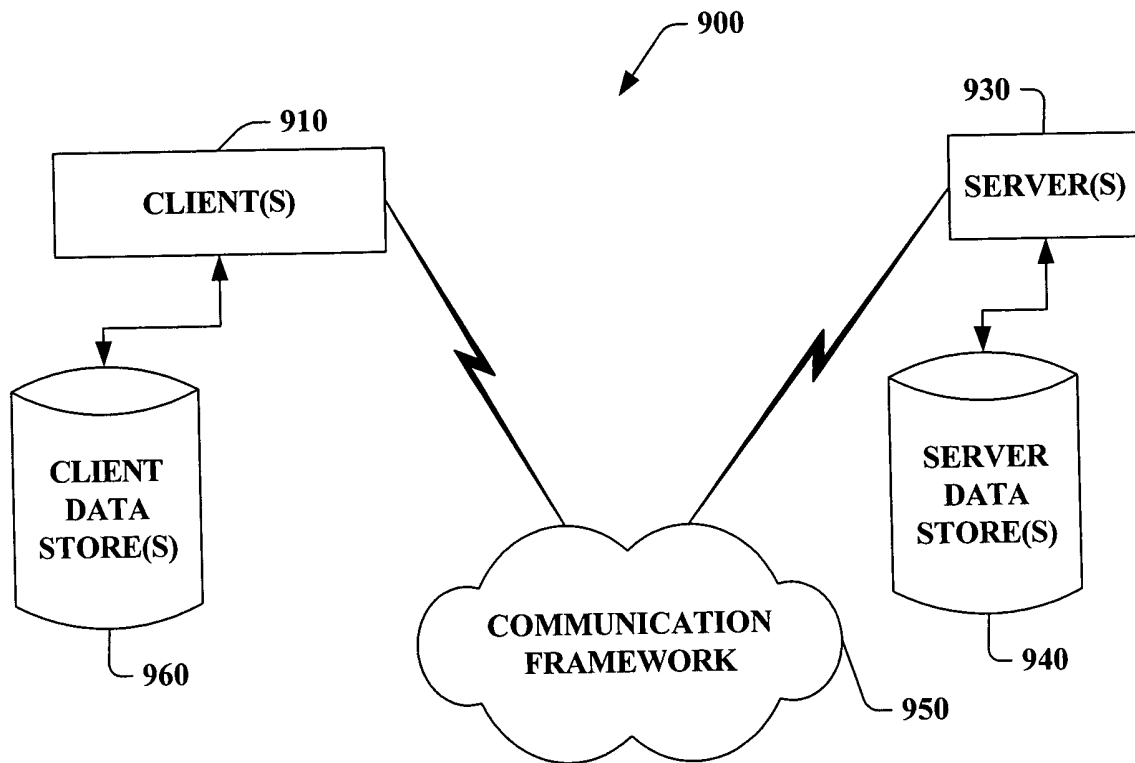 900
910
930
CLIENT(S)
SERVER(S)
CLIENT
DATA
STORE(S)
SERVER
DATA
STORE(S)
COMMUNICATION
FRAMEWORK
960
940
950